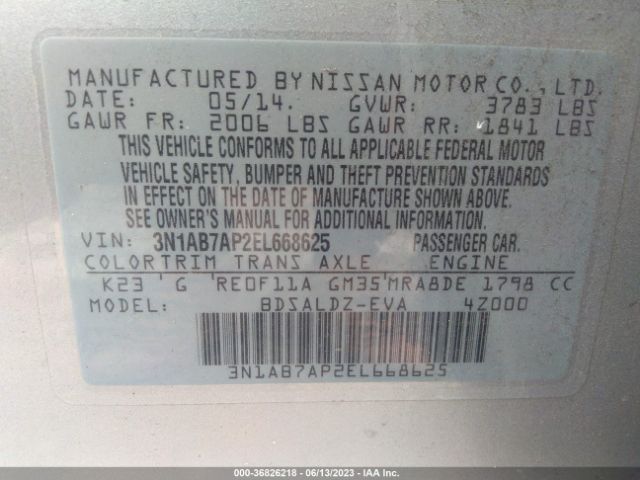 MANUFACTURED BY NISSAN MOTOR CO., LTD.
DATE: 05/14. GVWR: 3783 LBS
GAWR FR: 2006 LBS GAWR RR: 1841 LBS
THIS VEHICLE CONFORMS TO ALL APPLICABLE FEDERAL MOTOR
VEHICLE SAFETY, BUMPER AND THEFT PREVENTION STANDARDS
IN EFFECT ON THE DATE OF MANUFACTURE SHOWN ABOVE.
SEE OWNER'S MANUAL FOR ADDITIONAL INFORMATION.
VIN: 3N1AB7AP2EL668625 PASSENGER CAR.
COLOR TRIM TRANS AXLE ENGINE
K23 G RE0F11A GM35 MRA8DE 1798 CC
MODEL: BDSALDZ-EVA 4Z000
3N1AB7AP2EL668625
000-36826218 - 06/13/2023 - IAA Inc.